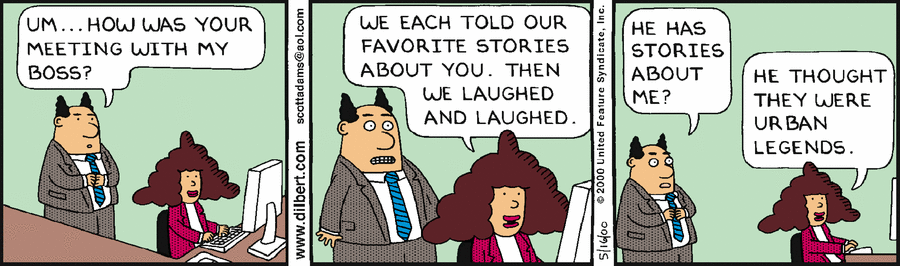 UM...HOW WAS YOUR
MEETING WITH MY
BOSS?
www.dilbert.com scottadams@aol.com
WE EACH TOLD OUR
FAVORITE STORIES
ABOUT YOU. THEN
WE LAUGHED
AND LAUGHED.
5/16/00 © 2000 United Feature Syndicate, Inc.
HE HAS
STORIES
ABOUT
ME?
HE THOUGHT
THEY WERE
URBAN
LEGENDS.